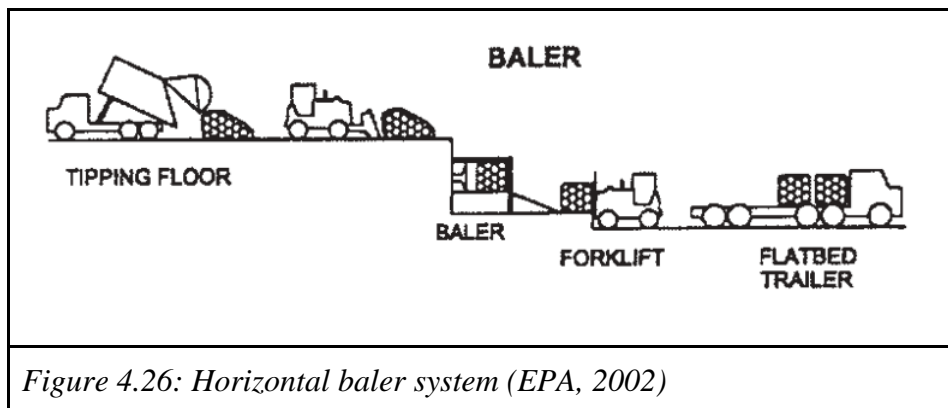 BALER
TIPPING FLOOR
BALER
FORKLIFT
FLATBED
TRAILER
Figure 4.26: Horizontal baler system (EPA, 2002)